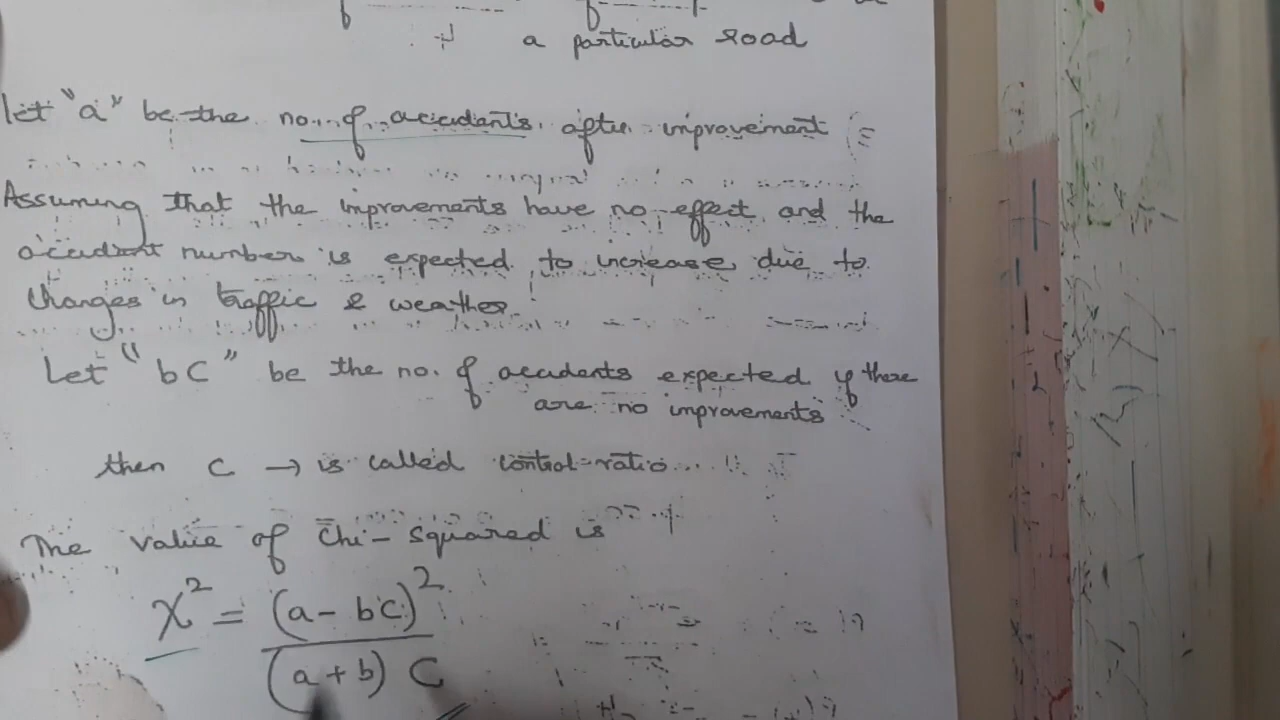 a particular road
let "a" be the no. of accidents after improvement
Assuming that the improvements have no effect and the
accident number is expected to increase due to
changes in traffic & weather.
Let "bC" be the no. of accidents expected if there
are no improvements
then C → is called control-ratio.
The value of Chi-squared is
χ² = (a - bC)²
(a + b) C